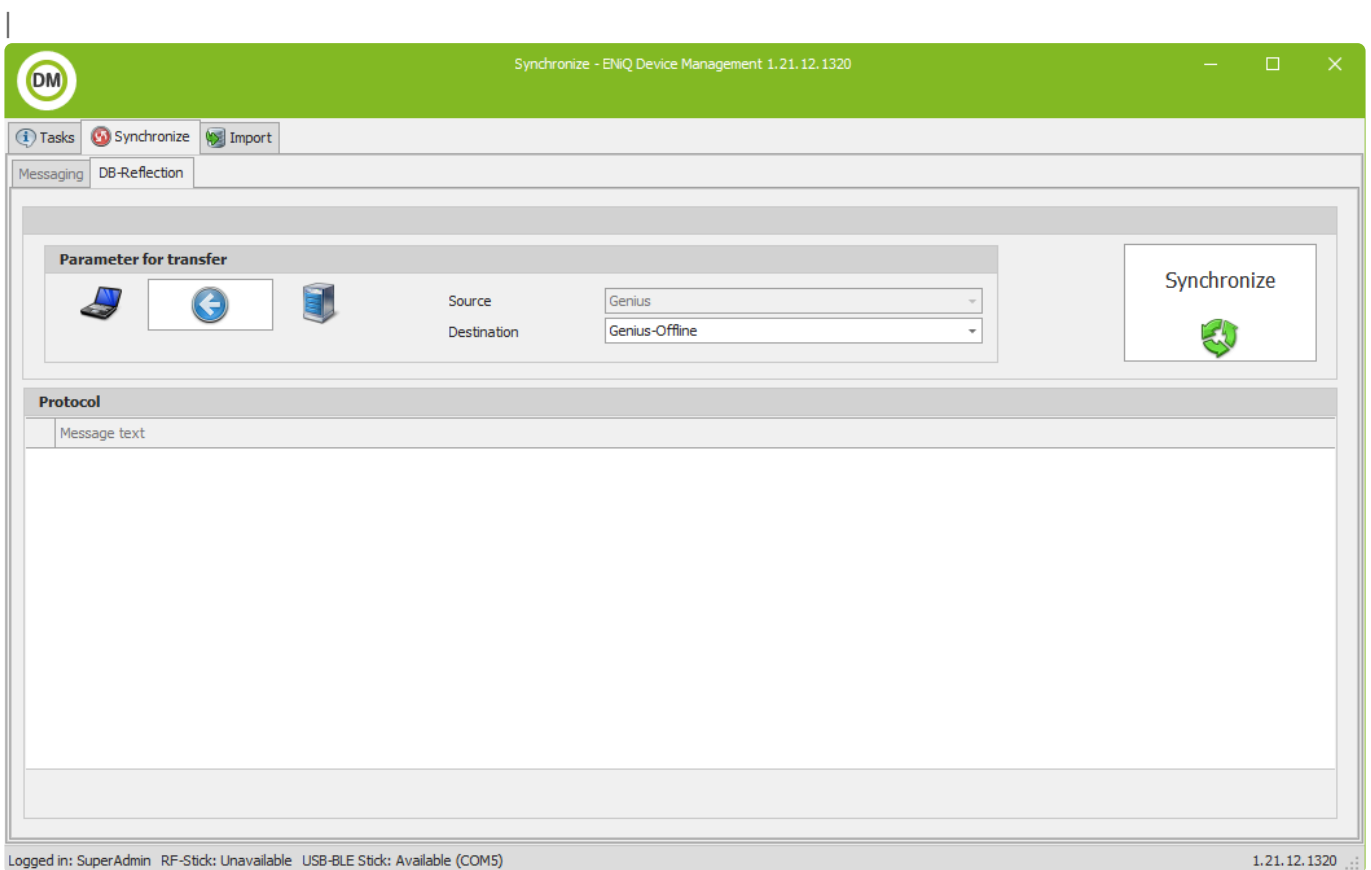 Synchronize - ENiQ Device Management 1.21.12.1320
DM
Tasks Synchronize Import
Messaging DB-Reflection
Parameter for transfer
Synchronize
Source Genius
Destination Genius-Offline
Protocol
Message text
Logged in: SuperAdmin RF-Stick: Unavailable USB-BLE Stick: Available (COM5) 1.21.12.1320